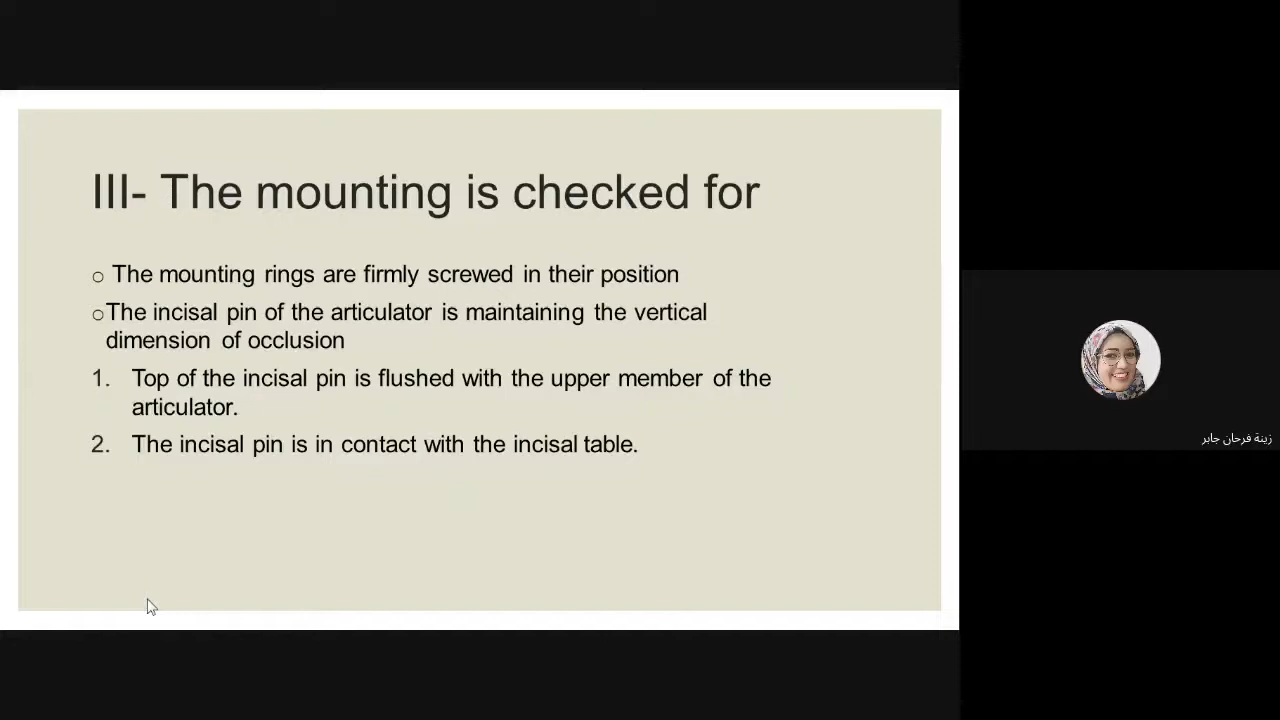 III- The mounting is checked for
○ The mounting rings are firmly screwed in their position
○The incisal pin of the articulator is maintaining the vertical
dimension of occlusion
1. Top of the incisal pin is flushed with the upper member of the
articulator.
2. The incisal pin is in contact with the incisal table.
زينة فرحان جابر